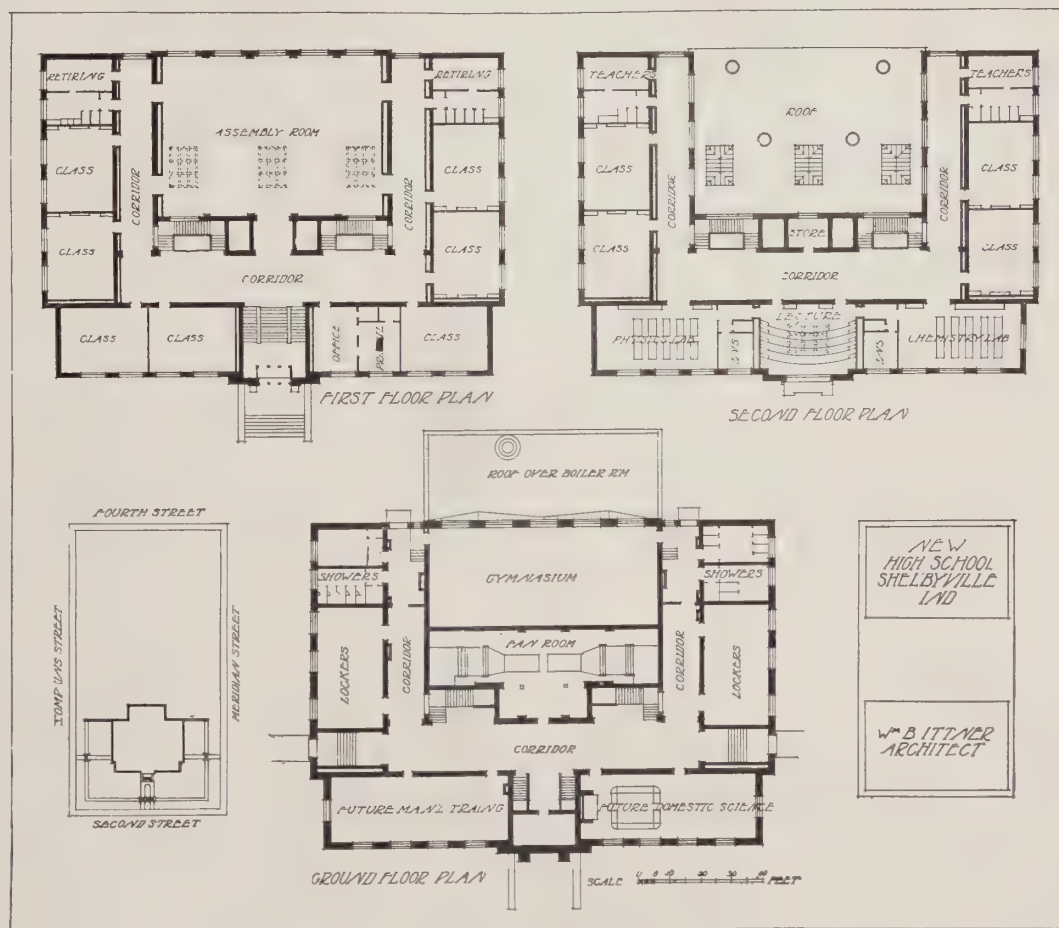 RETIRING
RETIRING
ASSEMBLY ROOM
CLASS
CLASS
CORRIDOR
CORRIDOR
CLASS
CLASS
CORRIDOR
CLASS
CLASS
OFFICE
CLASS
FIRST FLOOR PLAN
TEACHERS
TEACHERS
ROOF
CLASS
CLASS
CORRIDOR
CORRIDOR
CLASS
CLASS
STORE
CORRIDOR
LECTURE
PHYSICS LAB
CHEMISTRY LAB
SECOND FLOOR PLAN
ROOF OVER BOILER R'M
FOURTH STREET
MERIDIAN STREET
SECOND STREET
SHOWERS
GYMNASIUM
SHOWERS
FAN ROOM
LOCKERS
CORRIDOR
CORRIDOR
LOCKERS
CORRIDOR
FUTURE MAN'L TRAING
FUTURE DOMESTIC SCIENCE
GROUND FLOOR PLAN
SCALE
FEET
NEW
HIGH SCHOOL
SHELBYVILLE
IND
Wm B ITTNER
ARCHITECT